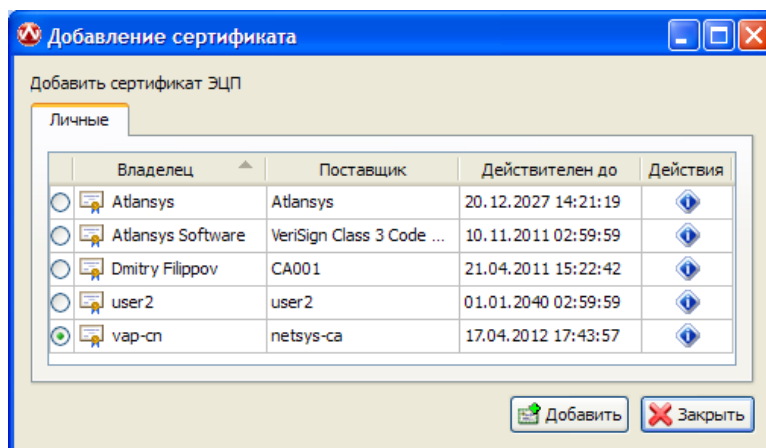 Добавление сертификата
Добавить сертификат ЭЦП
Личные
Владелец Поставщик Действителен до Действия
Atlansys Atlansys 20.12.2027 14:21:19
Atlansys Software VeriSign Class 3 Code ... 10.11.2011 02:59:59
Dmitry Filippov CA001 21.04.2011 15:22:42
user2 user2 01.01.2040 02:59:59
vap-cn netsys-ca 17.04.2012 17:43:57
Добавить Закрыть